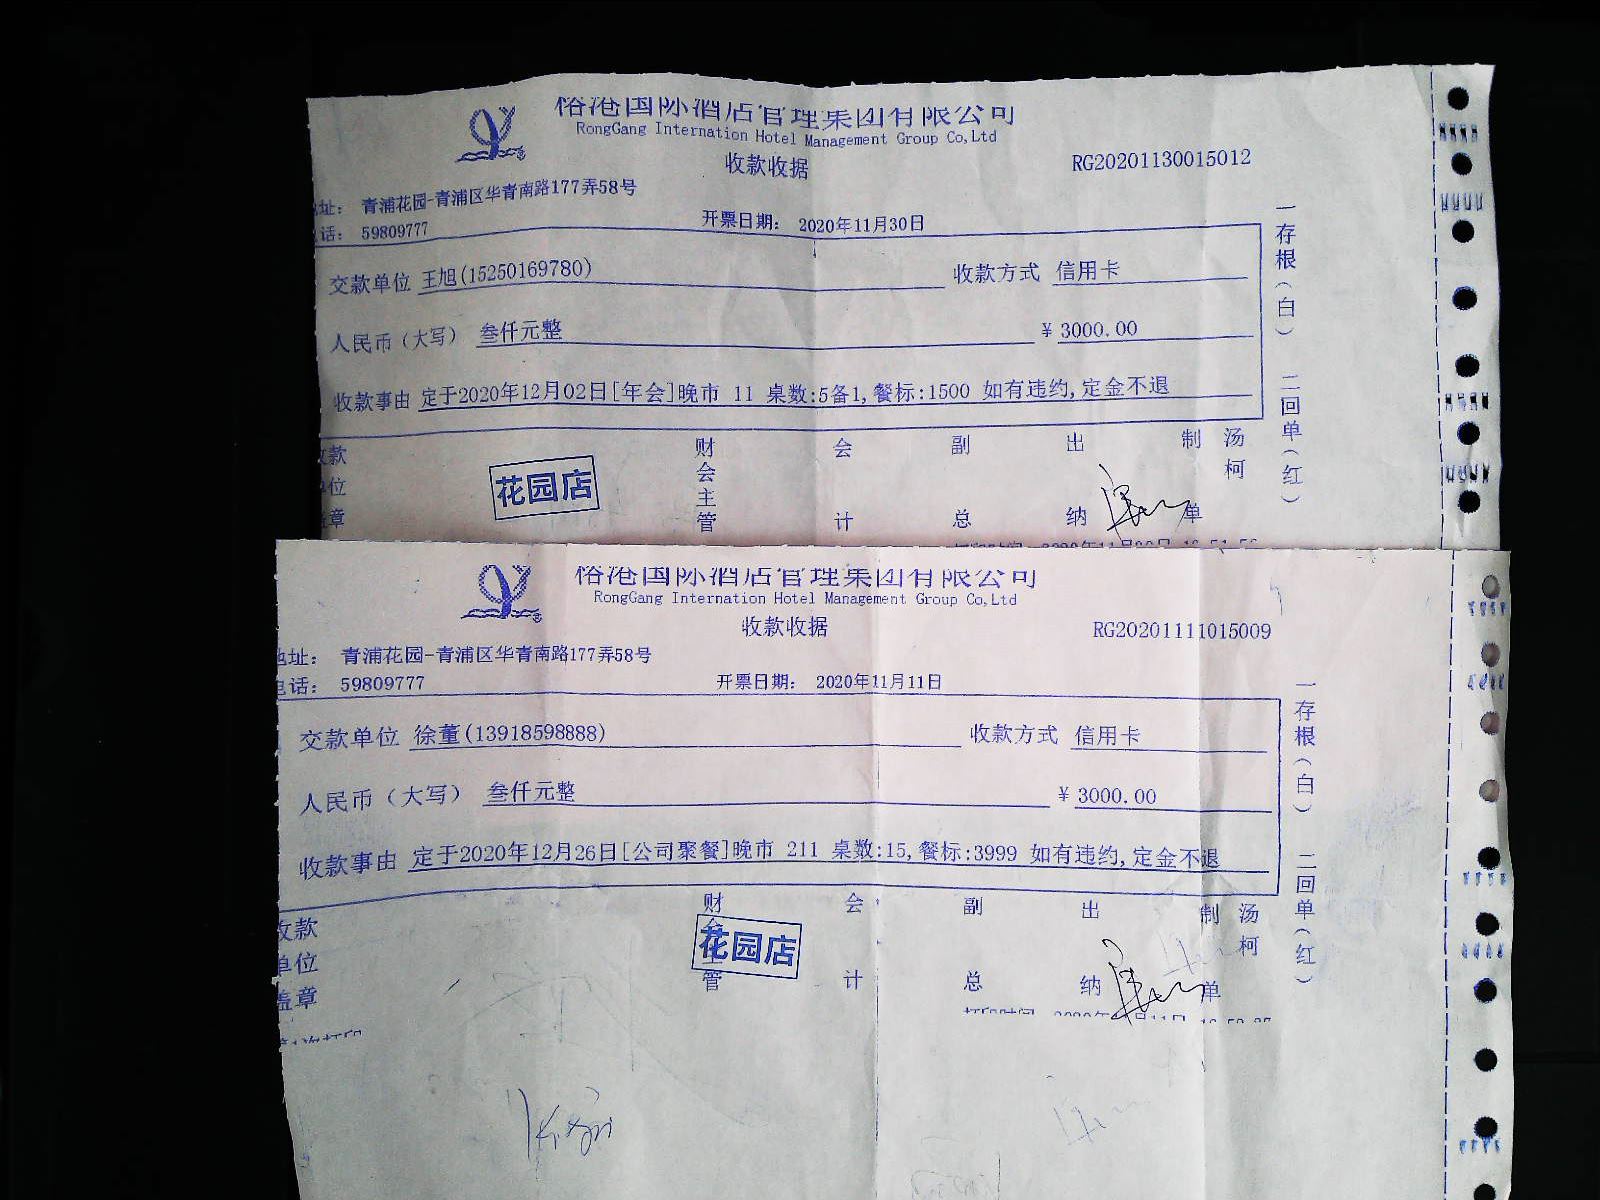 榕港国际酒店管理集团有限公司
RongGang Internation Hotel Management Group Co,Ltd
收款收据 RG20201130015012
地址： 青浦花园-青浦区华青南路177弄58号
电话： 59809777 开票日期： 2020年11月30日
交款单位 王旭(15250169780) 收款方式 信用卡
人民币（大写） 叁仟元整 ¥ 3000.00
收款事由 定于2020年12月02日[年会]晚市 11 桌数:5备1,餐标:1500 如有违约,定金不退
一存根（白） 二回单（红）
收款单位盖章 花园店 财会主管 会计 副总 出纳 制单 汤柯
榕港国际酒店管理集团有限公司
RongGang Internation Hotel Management Group Co,Ltd
收款收据 RG20201111015009
地址： 青浦花园-青浦区华青南路177弄58号
电话： 59809777 开票日期： 2020年11月11日
交款单位 徐董(13918598888) 收款方式 信用卡
人民币（大写） 叁仟元整 ¥ 3000.00
收款事由 定于2020年12月26日[公司聚餐]晚市 211 桌数:15,餐标:3999 如有违约,定金不退
一存根（白） 二回单（红）
收款单位盖章 财会主管 花园店 会计 副总 出纳 制单 汤柯